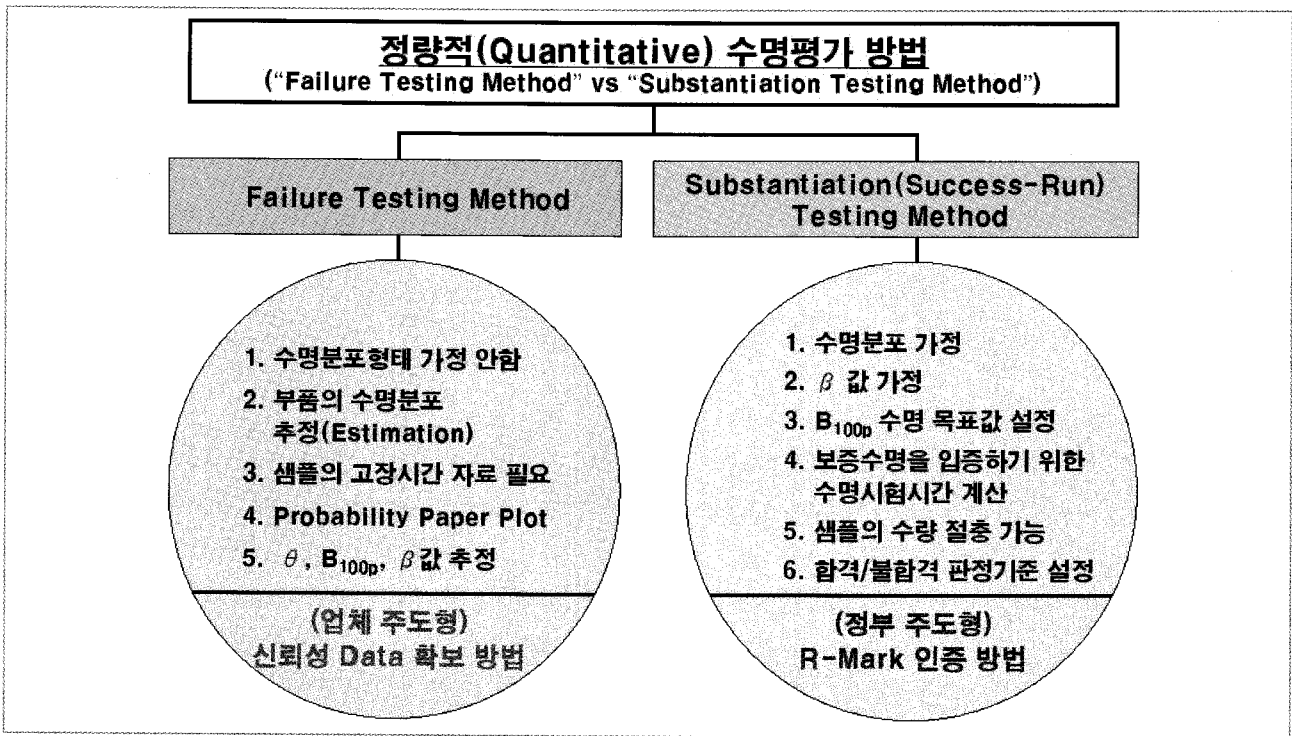 정량적(Quantitative) 수명평가 방법
("Failure Testing Method" vs "Substantiation Testing Method")
Failure Testing Method
1. 수명분포형태 가정 안함
2. 부품의 수명분포
추정(Estimation)
3. 샘플의 고장시간 자료 필요
4. Probability Paper Plot
5. θ, B100p, β값 추정
(업체 주도형)
신뢰성 Data 확보 방법
Substantiation(Success-Run)
Testing Method
1. 수명분포 가정
2. β 값 가정
3. B100p 수명 목표값 설정
4. 보증수명을 입증하기 위한
수명시험시간 계산
5. 샘플의 수량 절충 가능
6. 합격/불합격 판정기준 설정
(정부 주도형)
R-Mark 인증 방법